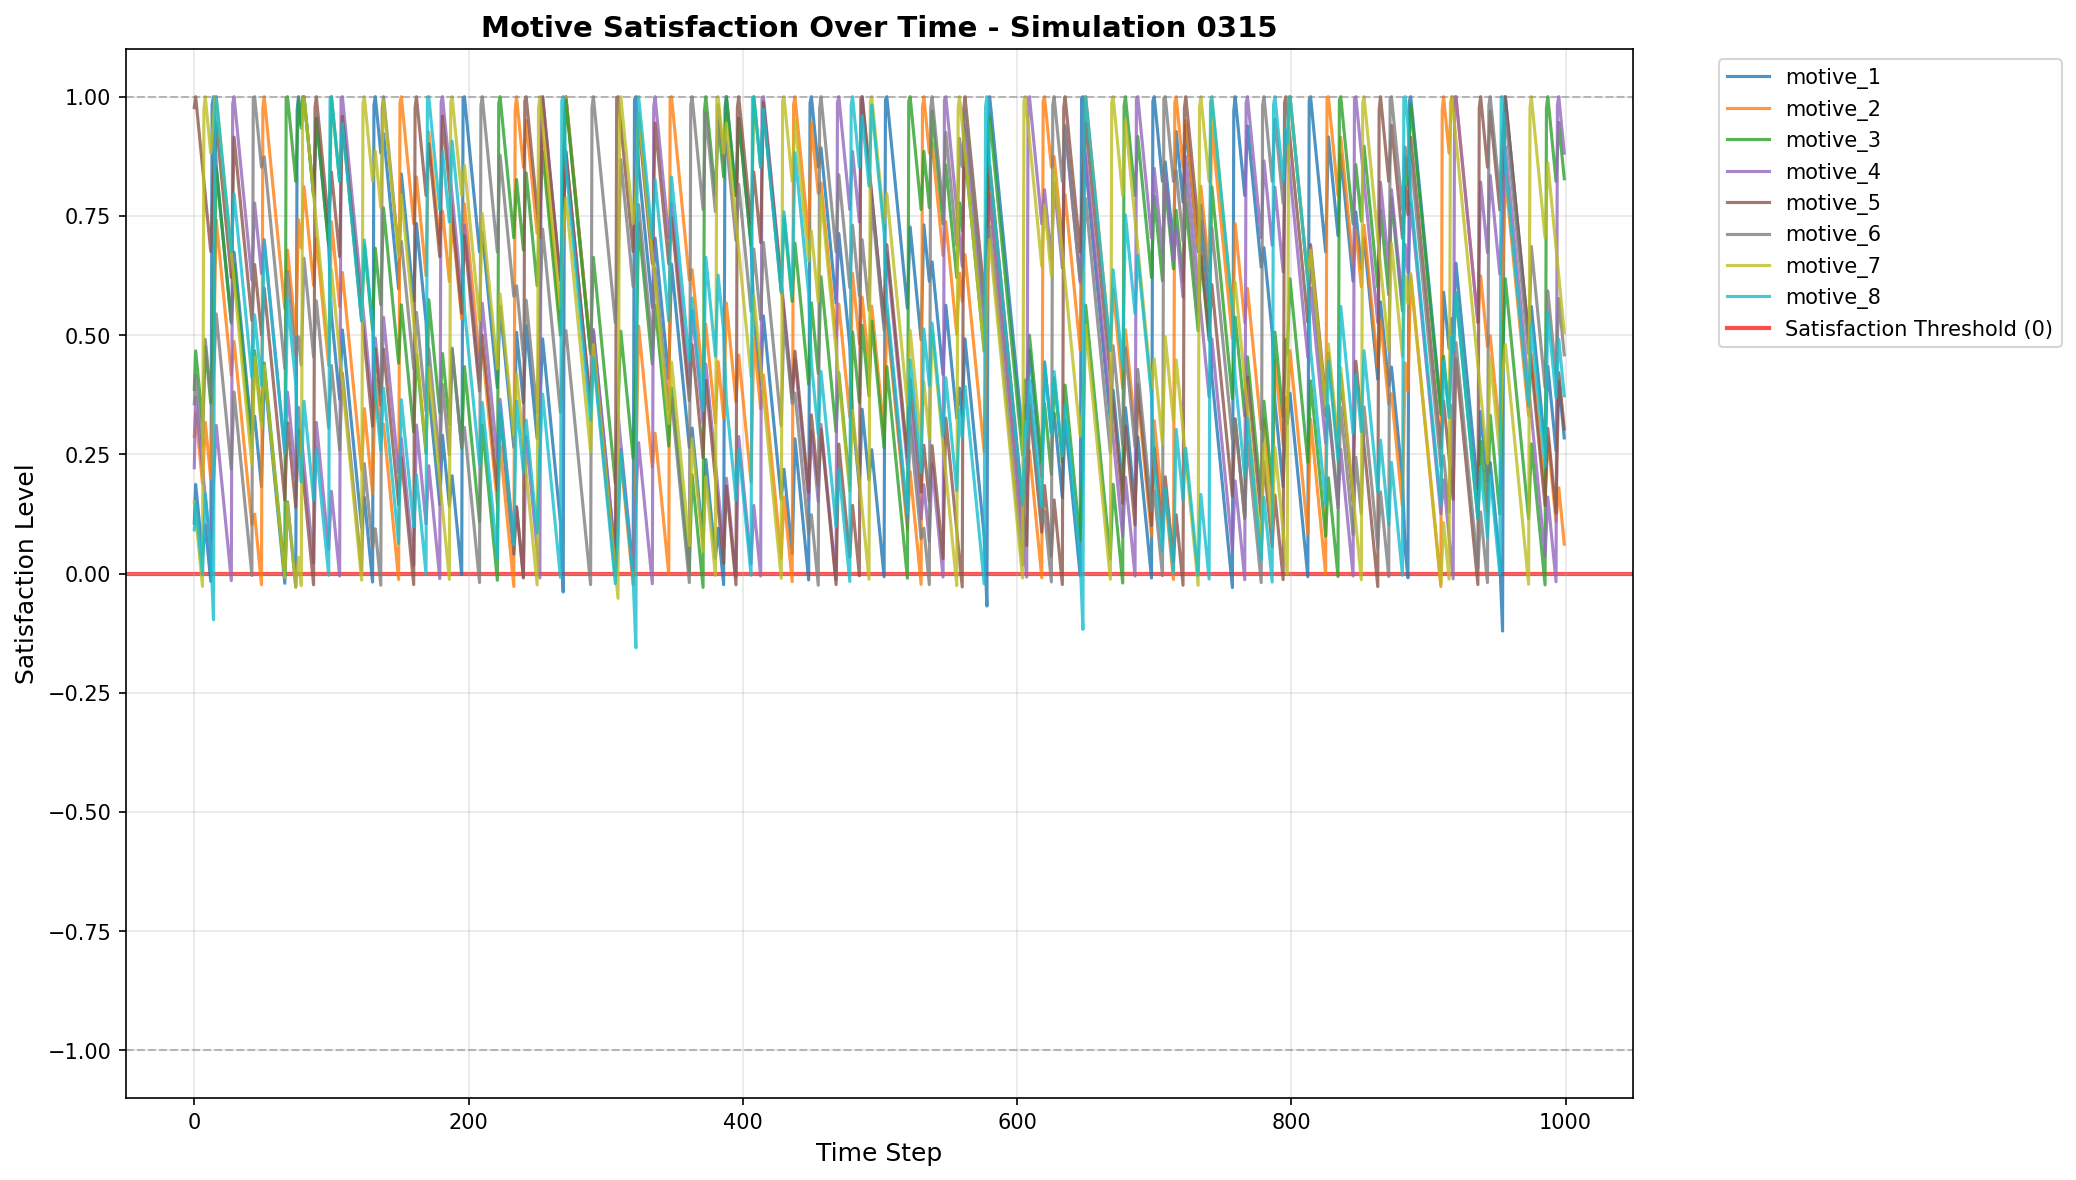 Motive Satisfaction Over Time - Simulation 0315
Satisfaction Level
1.00
0.75
0.50
0.25
0.00
−0.25
−0.50
−0.75
−1.00
0
200
400
600
800
1000
Time Step
motive_1
motive_2
motive_3
motive_4
motive_5
motive_6
motive_7
motive_8
Satisfaction Threshold (0)